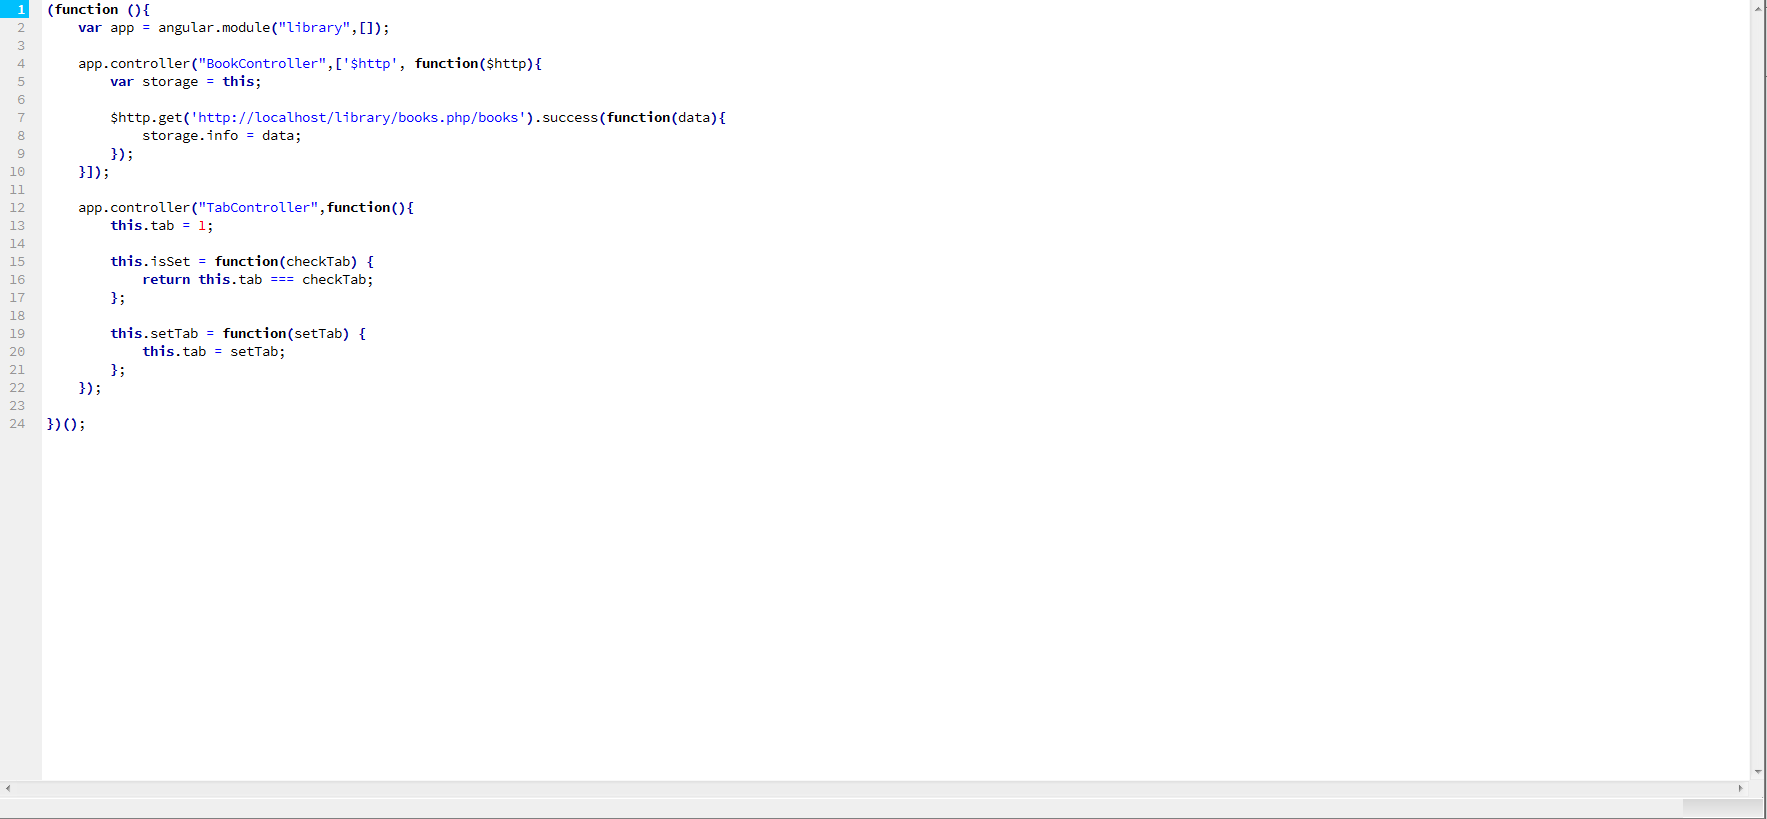 1 (function (){
2     var app = angular.module("library",[]);
3
4     app.controller("BookController",['$http', function($http){
5         var storage = this;
6
7         $http.get('http://localhost/library/books.php/books').success(function(data){
8             storage.info = data;
9         });
10     }]);
11
12     app.controller("TabController",function(){
13         this.tab = 1;
14
15         this.isSet = function(checkTab) {
16             return this.tab === checkTab;
17         };
18
19         this.setTab = function(setTab) {
20             this.tab = setTab;
21         };
22     });
23
24 })();